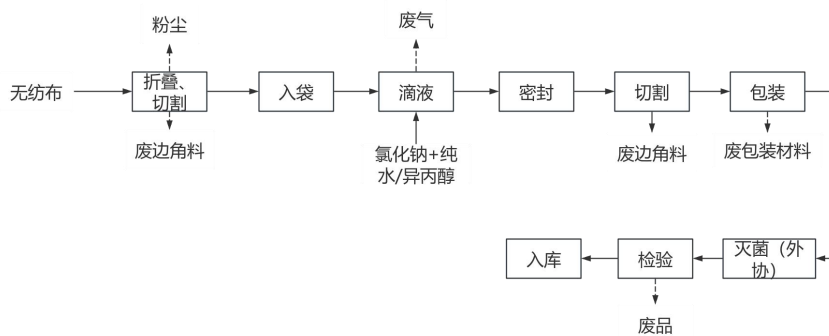 粉尘
废气
无纺布
折叠、
切割
入袋
滴液
密封
切割
包装
废边角料
氯化钠+纯
水/异丙醇
废边角料
废包装材料
入库
检验
灭菌（外
协）
废品